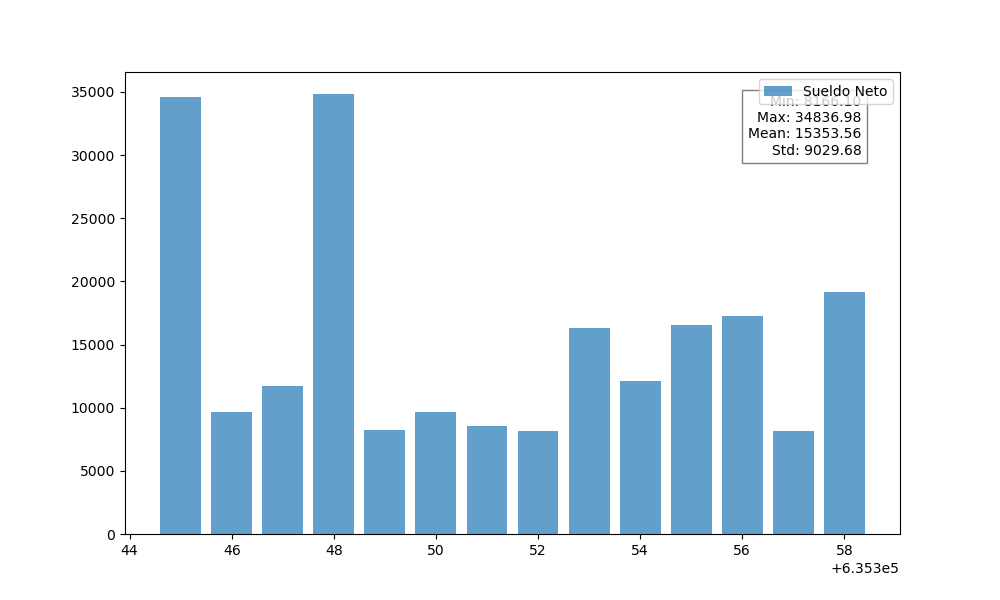 35000
30000
25000
20000
15000
10000
5000
0
44 46 48 50 52 54 56 58
+6.353e5
Sueldo Neto
Min: 8166.10
Max: 34836.98
Mean: 15353.56
Std: 9029.68